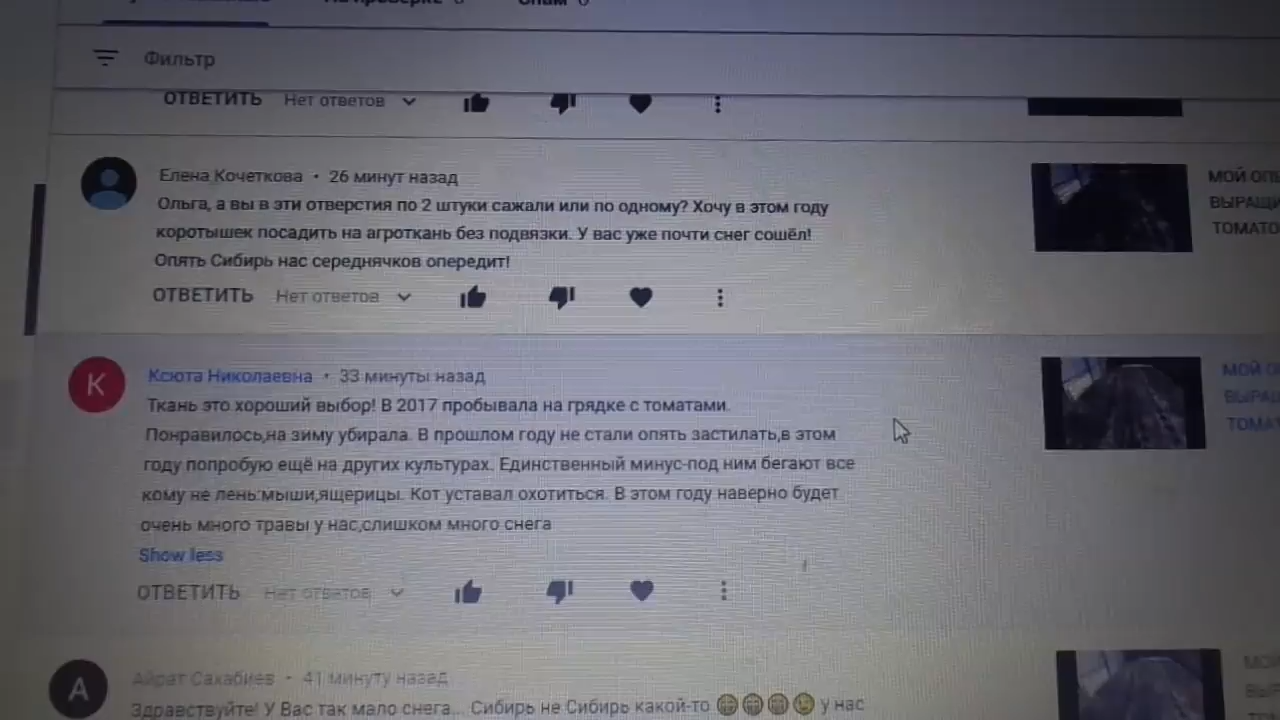 Фильтр
ОТВЕТИТЬ Нет ответов
Елена Кочеткова • 26 минут назад
Ольга, а вы в эти отверстия по 2 штуки сажали или по одному? Хочу в этом году
коротышек посадить на агроткань без подвязки. У вас уже почти снег сошёл!
Опять Сибирь нас середнячков опередит!
МОЙ
ВЫРАЩИ
ТОМАТО
ОТВЕТИТЬ Нет ответов
К
Ксюта Николаевна • 33 минуты назад
Ткань это хороший выбор! В 2017 пробывала на грядке с томатами.
Понравилось,на зиму убирала. В прошлом году не стали опять застилать,в этом
году попробую ещё на других культурах. Единственный минус-под ним бегают все
кому не лень:мыши,ящерицы. Кот уставал охотиться. В этом году наверно будет
очень много травы у нас,слишком много снега
Show less
МОЙ
ОТВЕТИТЬ Нет ответов
А
Айрат Сахабиев • 41 минуту назад
Здравствуйте! У Вас так мало снега... Сибирь не Сибирь какой-то 😁😁😁😉 у нас